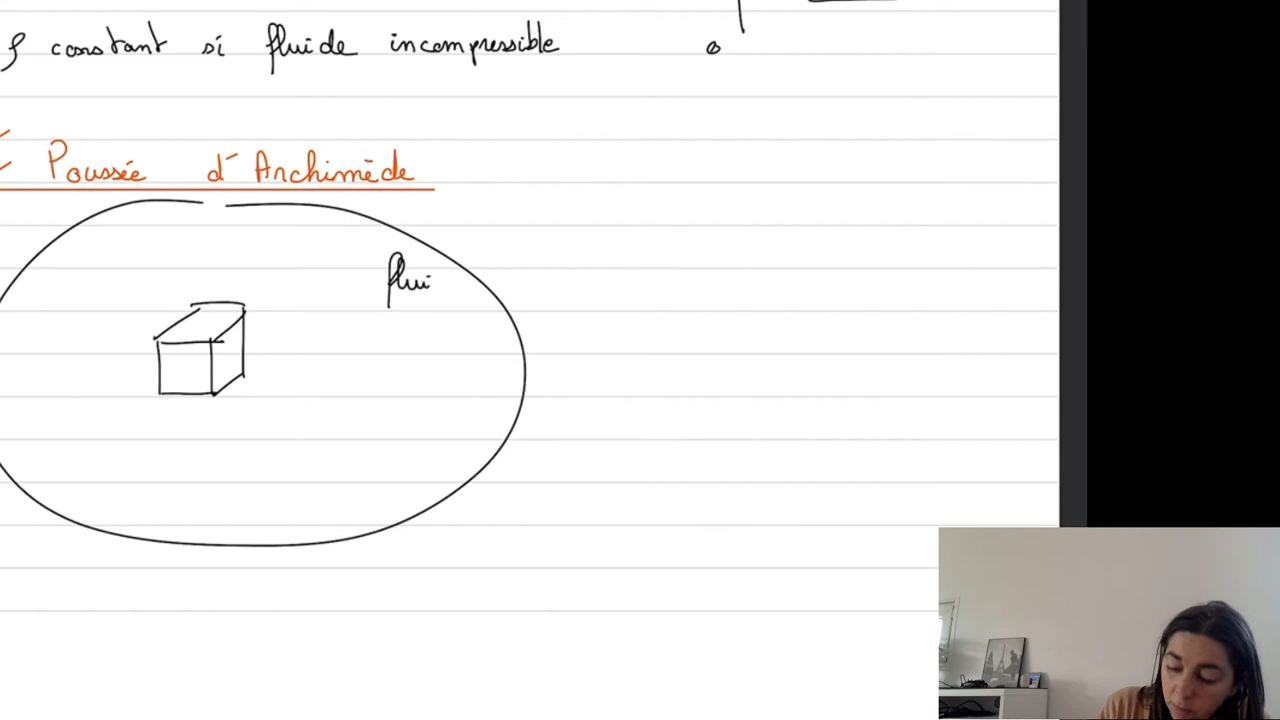 ρ constant si fluide incompressible
Poussée d'Archimède
flui